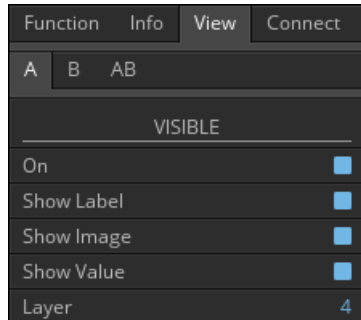 Function Info View Connect
A B AB
VISIBLE
On
Show Label
Show Image
Show Value
Layer 4